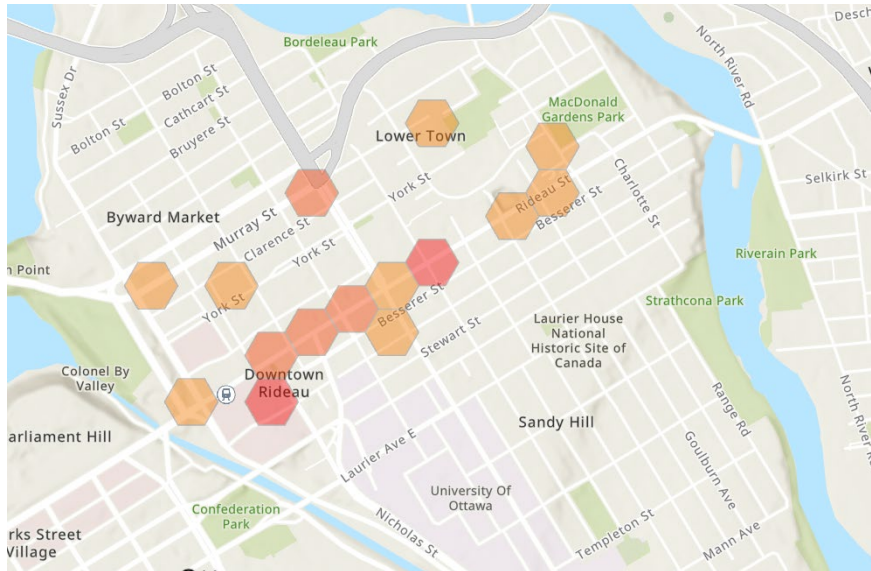 Desch
Bordeleau Park
North River Rd
Sussex Dr
Bolton St
Cathcart St
Bruyere St
Bolton St
MacDonald
Gardens Park
Lower Town
Selkirk St
York St
Charlotte St
Rideau St
Besserer St
Byward Market
Murray St
Clarence St
York St
n Point
Riverain Park
York St
Besserer St
Strathcona Park
Stewart St
Laurier House
National
Historic Site of
Canada
Colonel By
Valley
Downtown
Rideau
North River Rd
Range Rd
Sandy Hill
arliament Hill
Laurier Ave E
Goulburn Ave
University Of
Ottawa
Confederation
Park
Nicholas St
Templeton St
Mann Ave
rks Street
Village